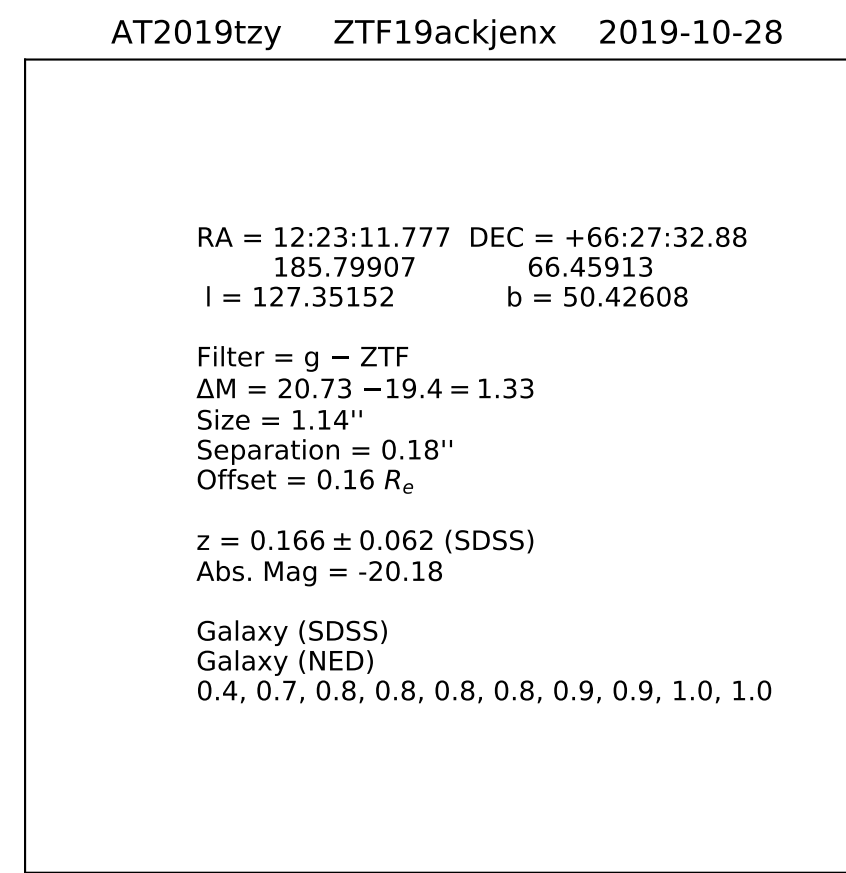 AT2019tzy ZTF19ackjenx 2019-10-28
RA = 12:23:11.777 DEC = +66:27:32.88
185.79907 66.45913
l = 127.35152 b = 50.42608
Filter = g − ZTF
ΔM = 20.73 −19.4 = 1.33
Size = 1.14''
Separation = 0.18''
Offset = 0.16 Re
z = 0.166 ± 0.062 (SDSS)
Abs. Mag = -20.18
Galaxy (SDSS)
Galaxy (NED)
0.4, 0.7, 0.8, 0.8, 0.8, 0.8, 0.9, 0.9, 1.0, 1.0